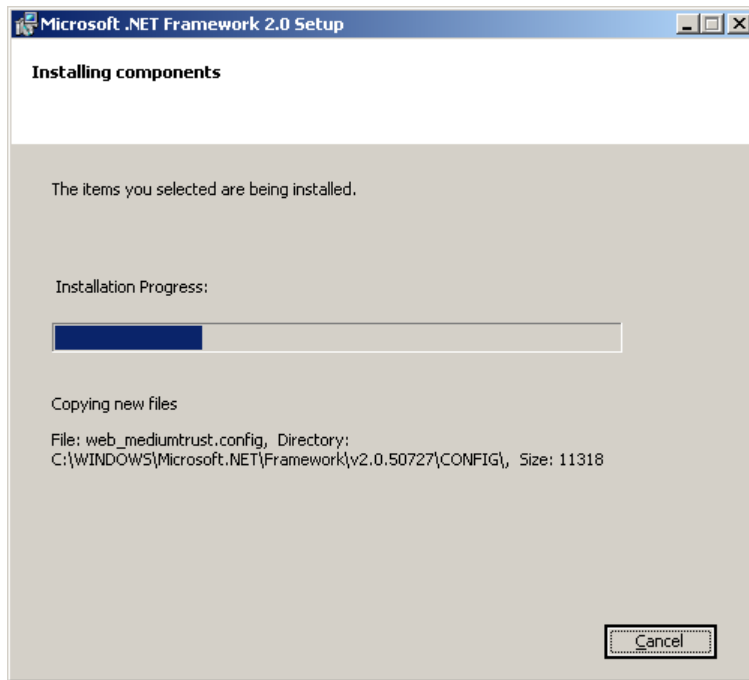 Microsoft .NET Framework 2.0 Setup
Installing components
The items you selected are being installed.
Installation Progress:
Copying new files
File: web_mediumtrust.config, Directory:
C:\WINDOWS\Microsoft.NET\Framework\v2.0.50727\CONFIG\, Size: 11318
Cancel